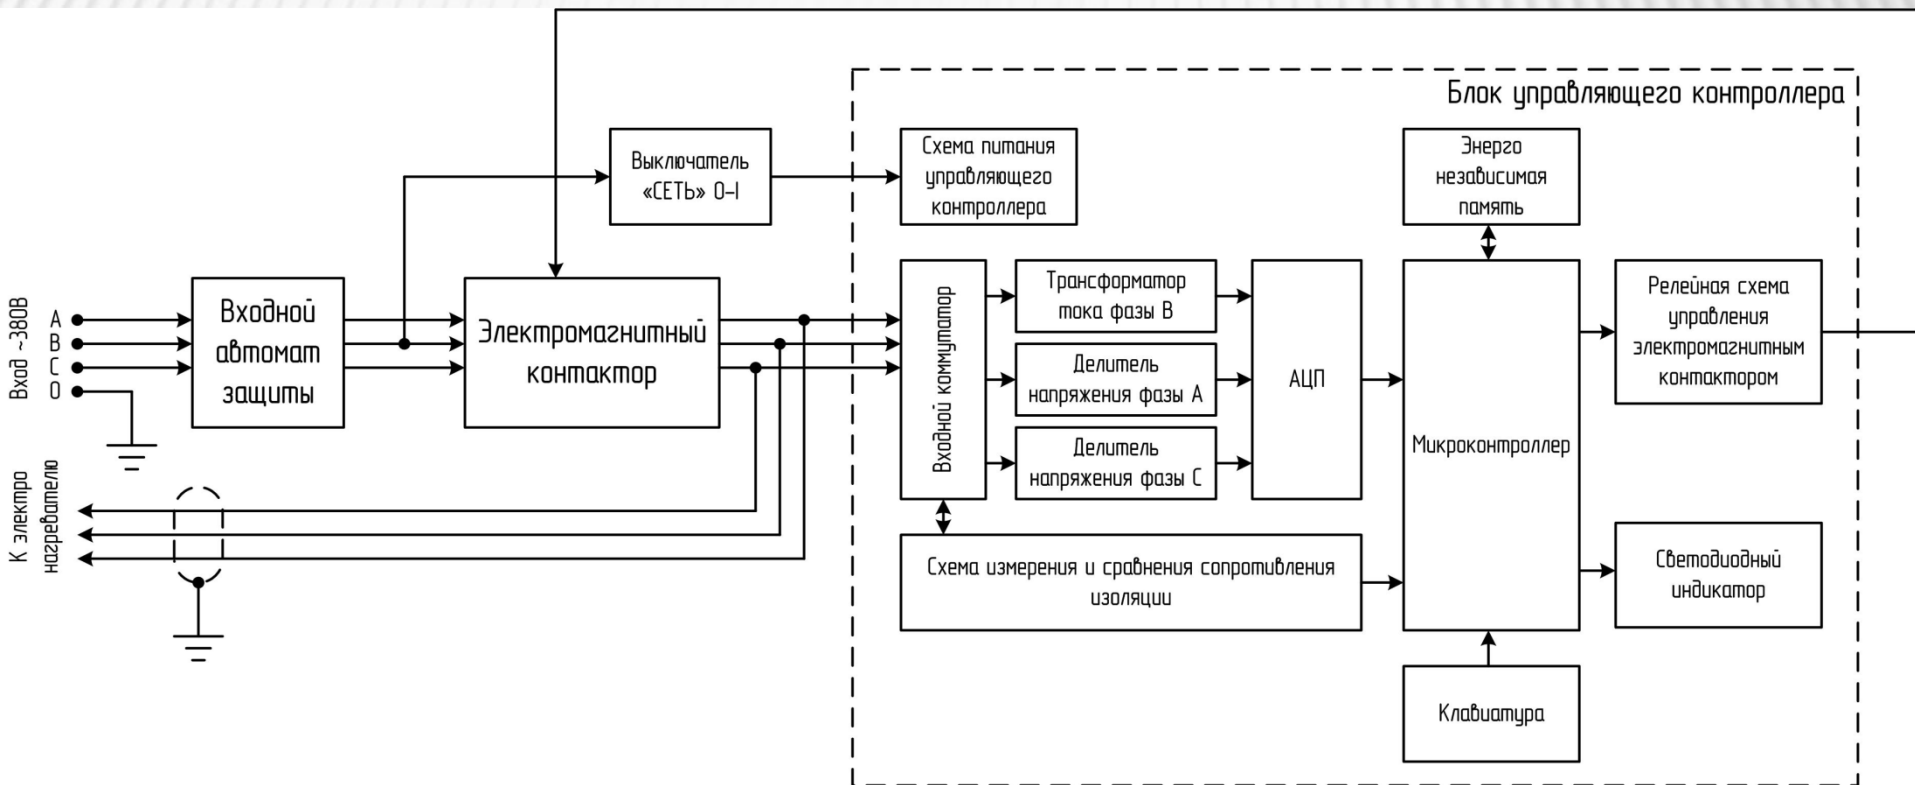 Блок управляющего контроллера
Выключатель
«СЕТЬ» 0-I
Схема питания
управляющего
контроллера
Энерго
независимая
память
Вход ~380В
A
B
C
0
Входной
автомат
защиты
Электромагнитный
контактор
Входной коммутатор
Трансформатор
тока фазы B
Делитель
напряжения фазы A
Делитель
напряжения фазы C
АЦП
Микроконтроллер
Релейная схема
управления
электромагнитным
контактором
К электро
нагревателю
Схема измерения и сравнения сопротивления
изоляции
Светодиодный
индикатор
Клавиатура